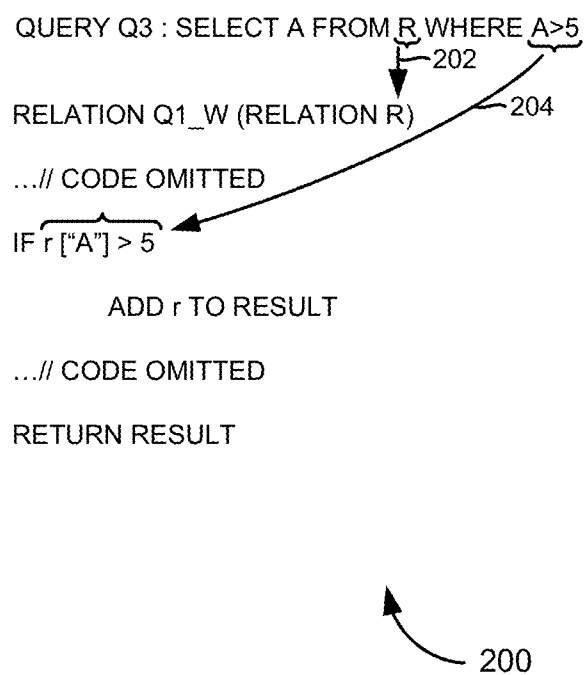 QUERY Q3 : SELECT A FROM R WHERE A>5
202
RELATION Q1_W (RELATION R)
204
...// CODE OMITTED
IF r [“A”] > 5
ADD r TO RESULT
...// CODE OMITTED
RETURN RESULT
200